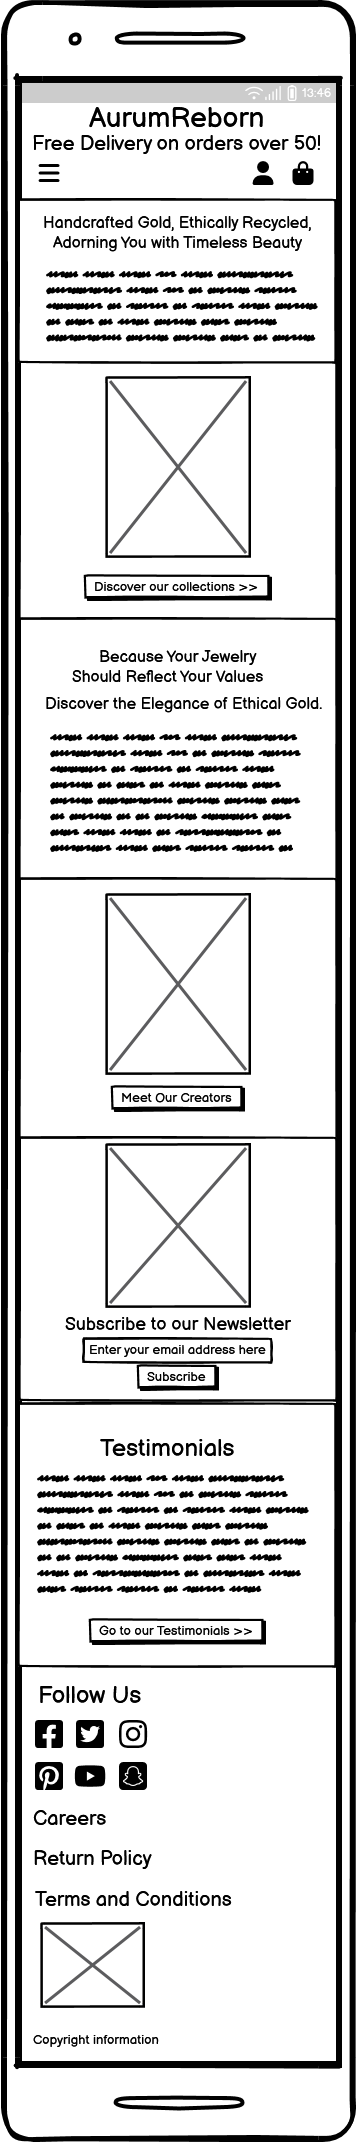 13:46
AurumReborn
Free Delivery on orders over 50!
Handcrafted Gold, Ethically Recycled,
Adorning You with Timeless Beauty
Discover our collections >>
Because Your Jewelry
Should Reflect Your Values
Discover the Elegance of Ethical Gold.
Meet Our Creators
Subscribe to our Newsletter
Enter your email address here
Subscribe
Testimonials
Go to our Testimonials >>
Follow Us
Careers
Return Policy
Terms and Conditions
Copyright information